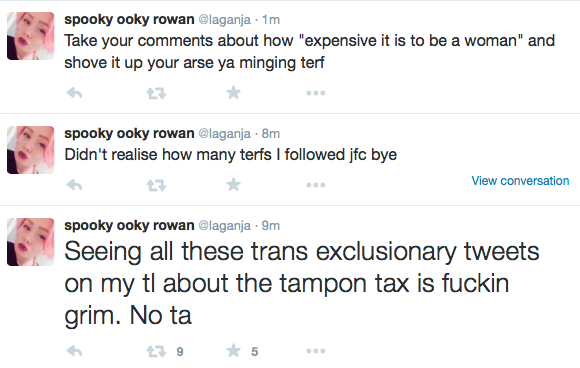 spooky ooky rowan @laganja · 1m
Take your comments about how "expensive it is to be a woman" and
shove it up your arse ya minging terf
spooky ooky rowan @laganja · 8m
Didn't realise how many terfs I followed jfc bye
View conversation
spooky ooky rowan @laganja · 9m
Seeing all these trans exclusionary tweets
on my tl about the tampon tax is fuckin
grim. No ta
9 5